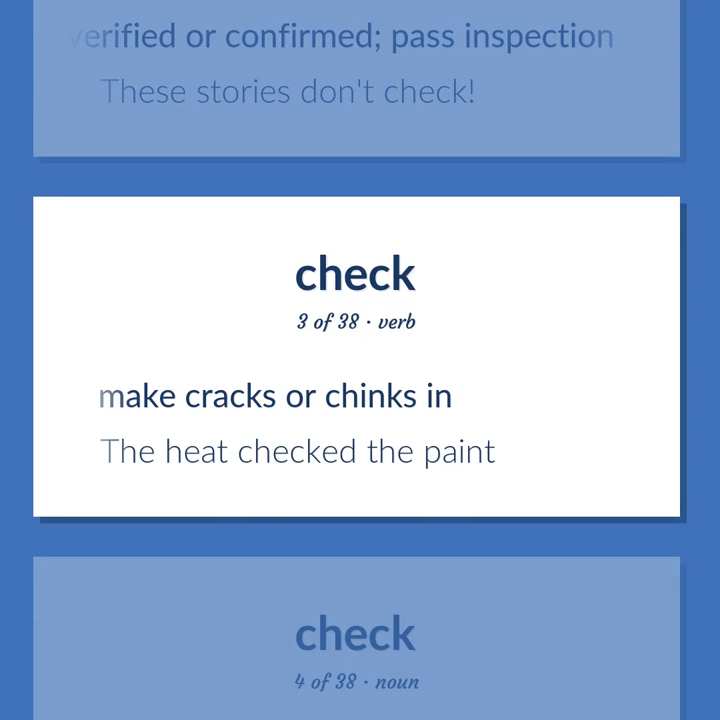 verified or confirmed; pass inspection
These stories don't check!
check
3 of 38 · verb
make cracks or chinks in
The heat checked the paint
check
4 of 38 · noun